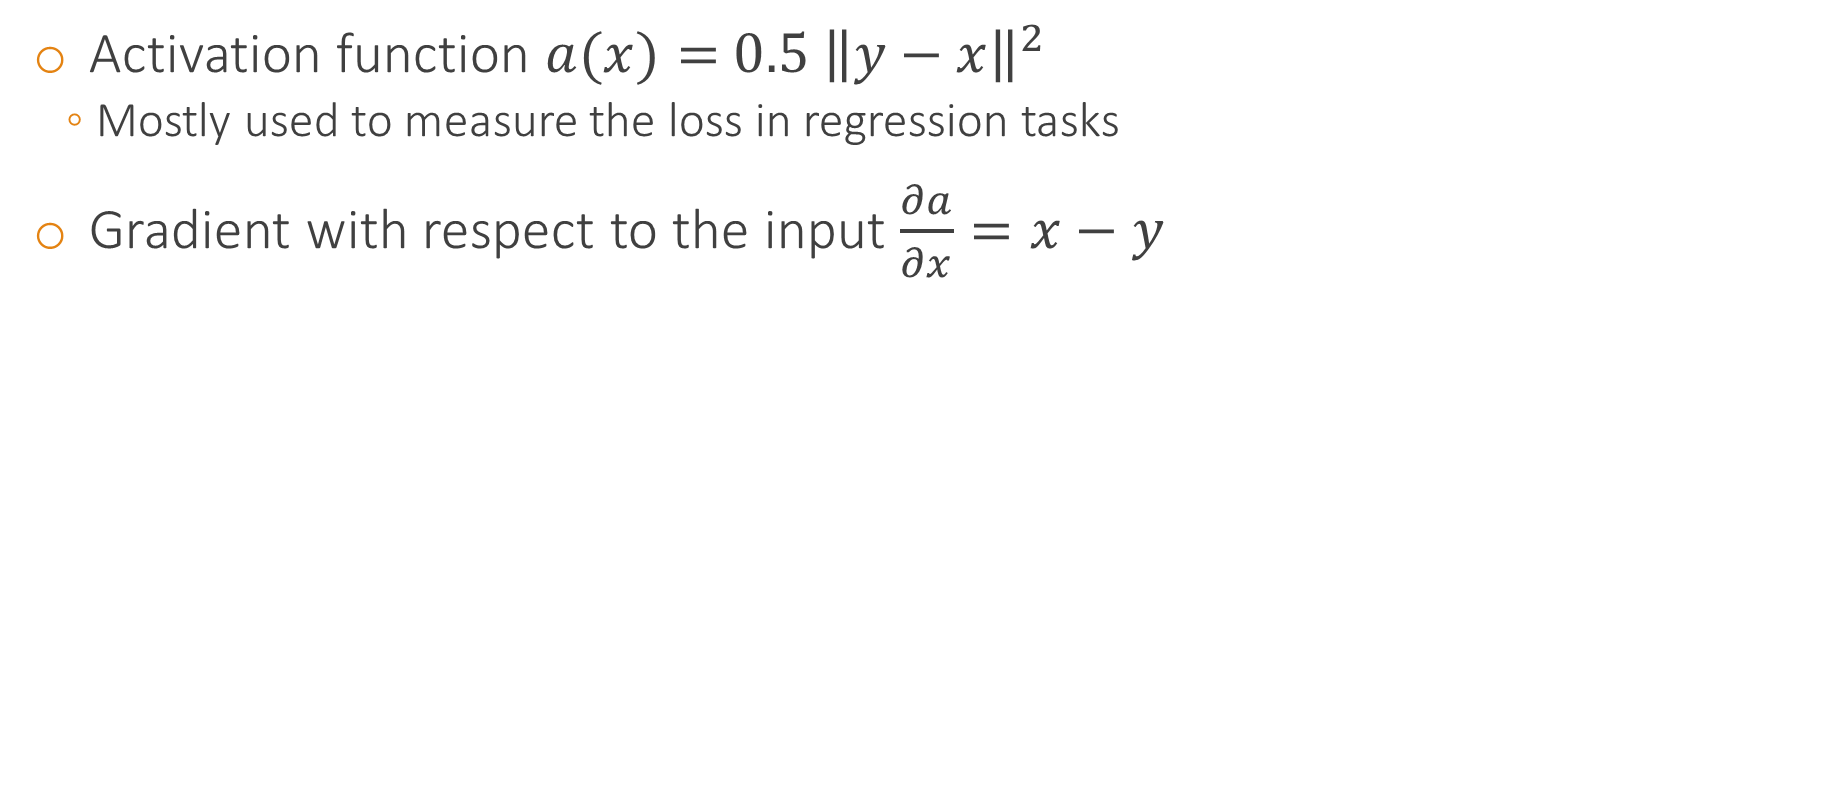 ○ Activation function 𝑎(𝑥) = 0.5 ‖𝑦 − 𝑥‖²
◦ Mostly used to measure the loss in regression tasks
○ Gradient with respect to the input ∂𝑎/∂𝑥 = 𝑥 − 𝑦